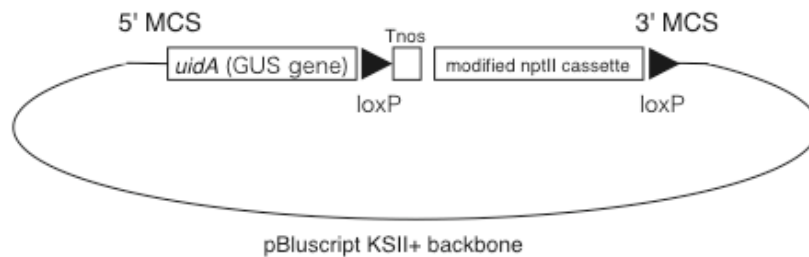 5' MCS
3' MCS
Tnos
uidA (GUS gene)
modified nptII cassette
loxP
loxP
pBluscript KSII+ backbone